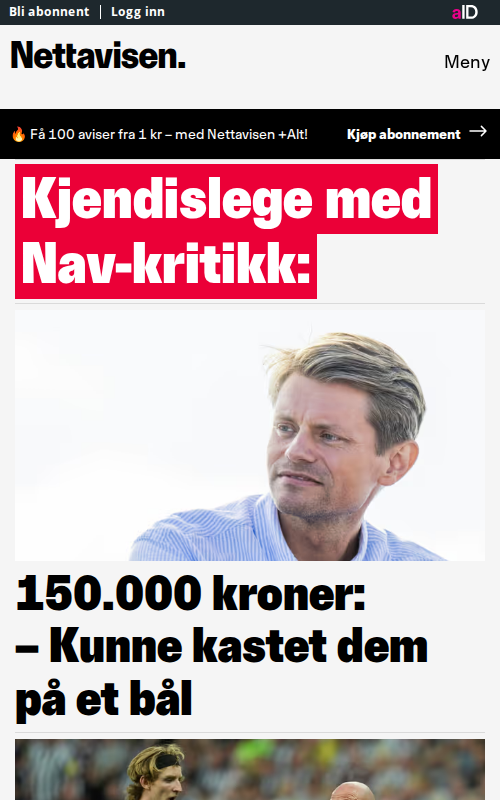 Bli abonnent | Logg inn
aID
Nettavisen.
Meny
🔥 Få 100 aviser fra 1 kr – med Nettavisen +Alt!
Kjøp abonnement →
Kjendislege med
Nav-kritikk:
150.000 kroner:
– Kunne kastet dem
på et bål